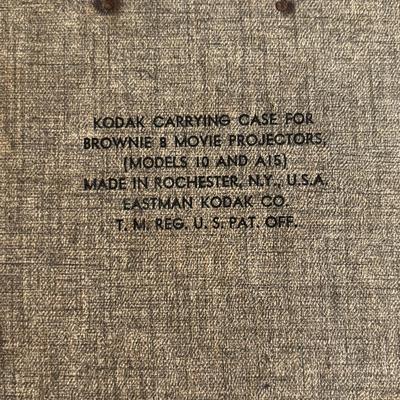 KODAK CARRYING CASE FOR
BROWNIE 8 MOVIE PROJECTORS,
(MODELS 10 AND A15)
MADE IN ROCHESTER, N.Y., U.S.A.
EASTMAN KODAK CO.
T. M. REG. U. S. PAT. OFF.